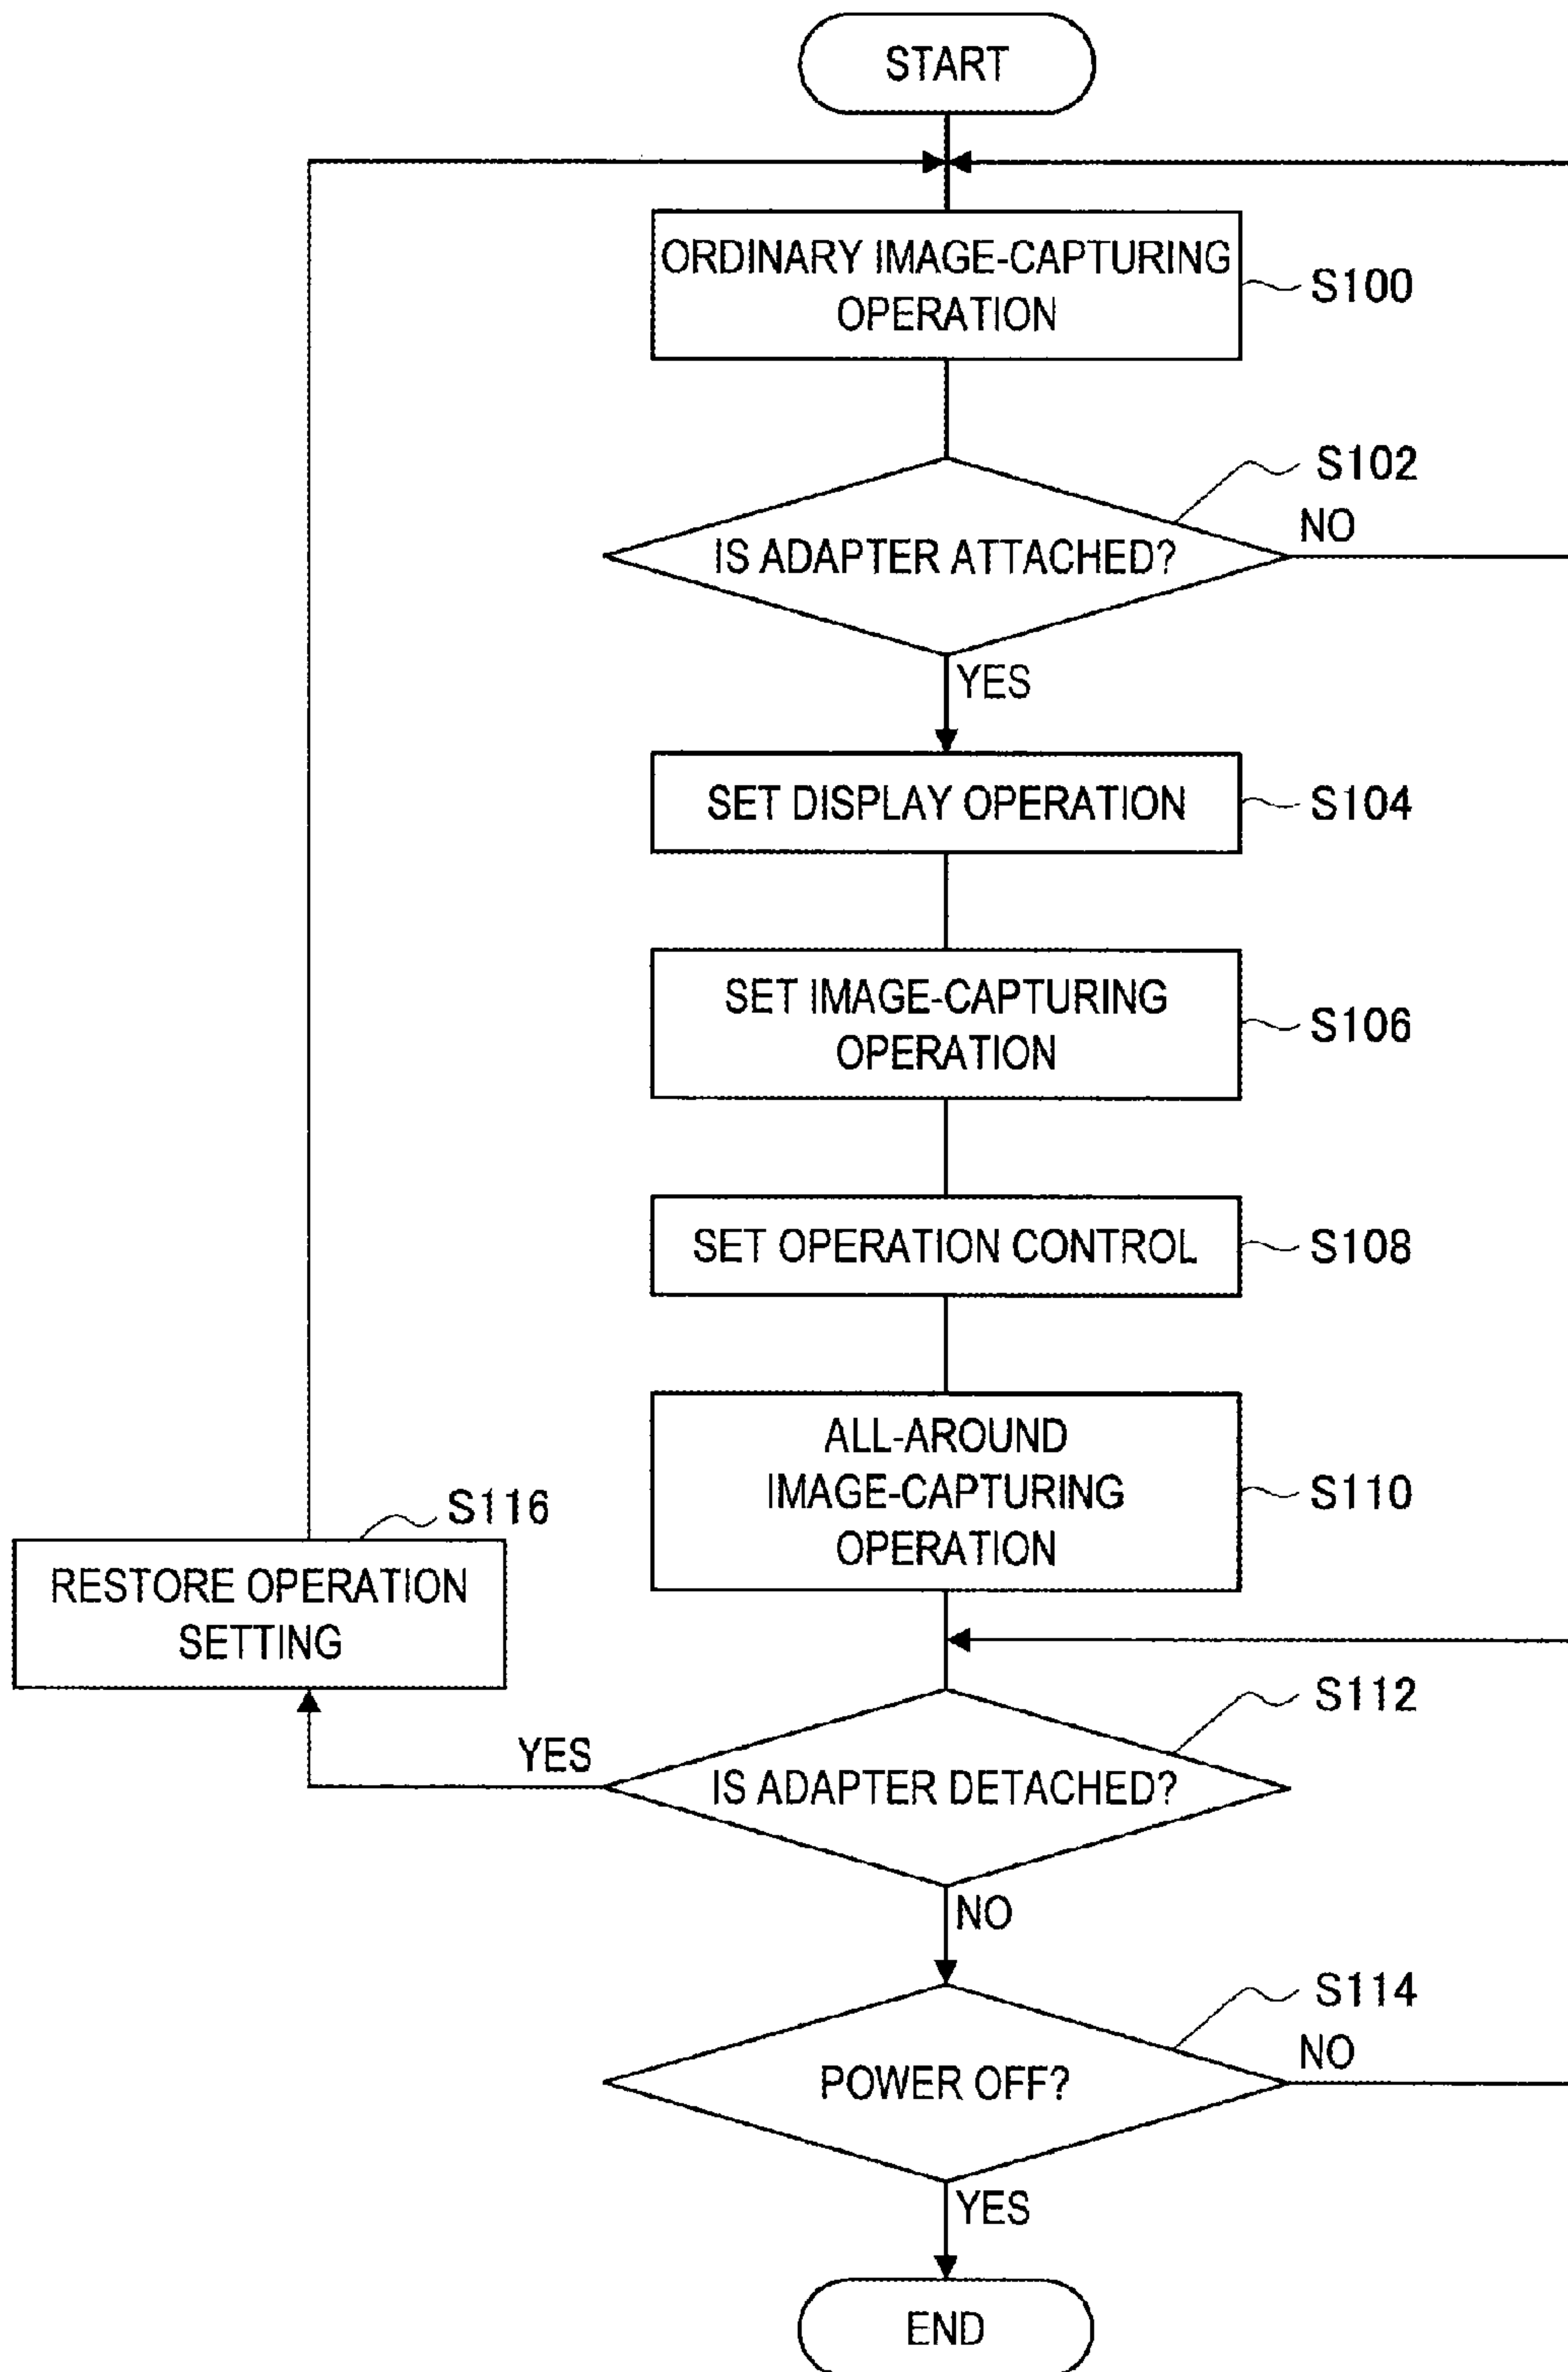 START
ORDINARY IMAGE-CAPTURING
OPERATION
S100
S102
IS ADAPTER ATTACHED?
NO
YES
SET DISPLAY OPERATION
S104
SET IMAGE-CAPTURING
OPERATION
S106
SET OPERATION CONTROL
S108
ALL-AROUND
IMAGE-CAPTURING
OPERATION
S110
S116
RESTORE OPERATION
SETTING
S112
YES
IS ADAPTER DETACHED?
NO
S114
POWER OFF?
NO
YES
END